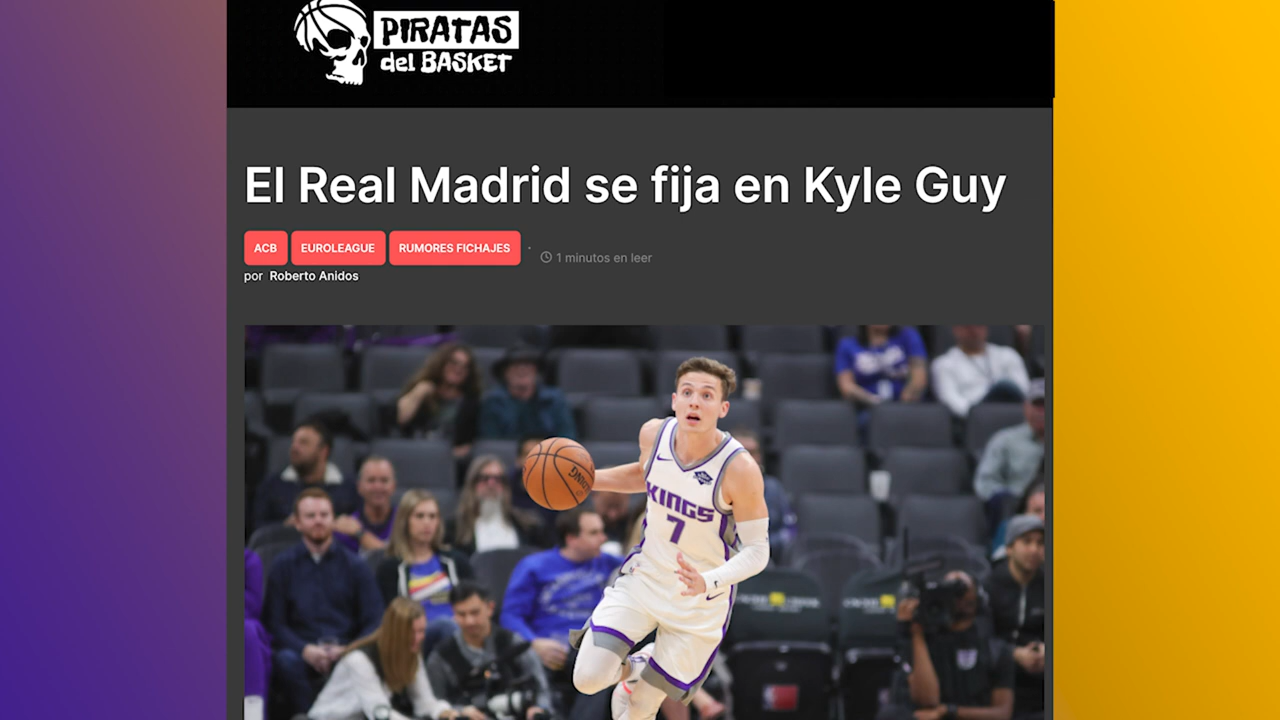 PIRATAS
del BASKET
El Real Madrid se fija en Kyle Guy
ACB EUROLEAGUE RUMORES FICHAJES · 1 minutos en leer
por Roberto Anidos
KINGS
7